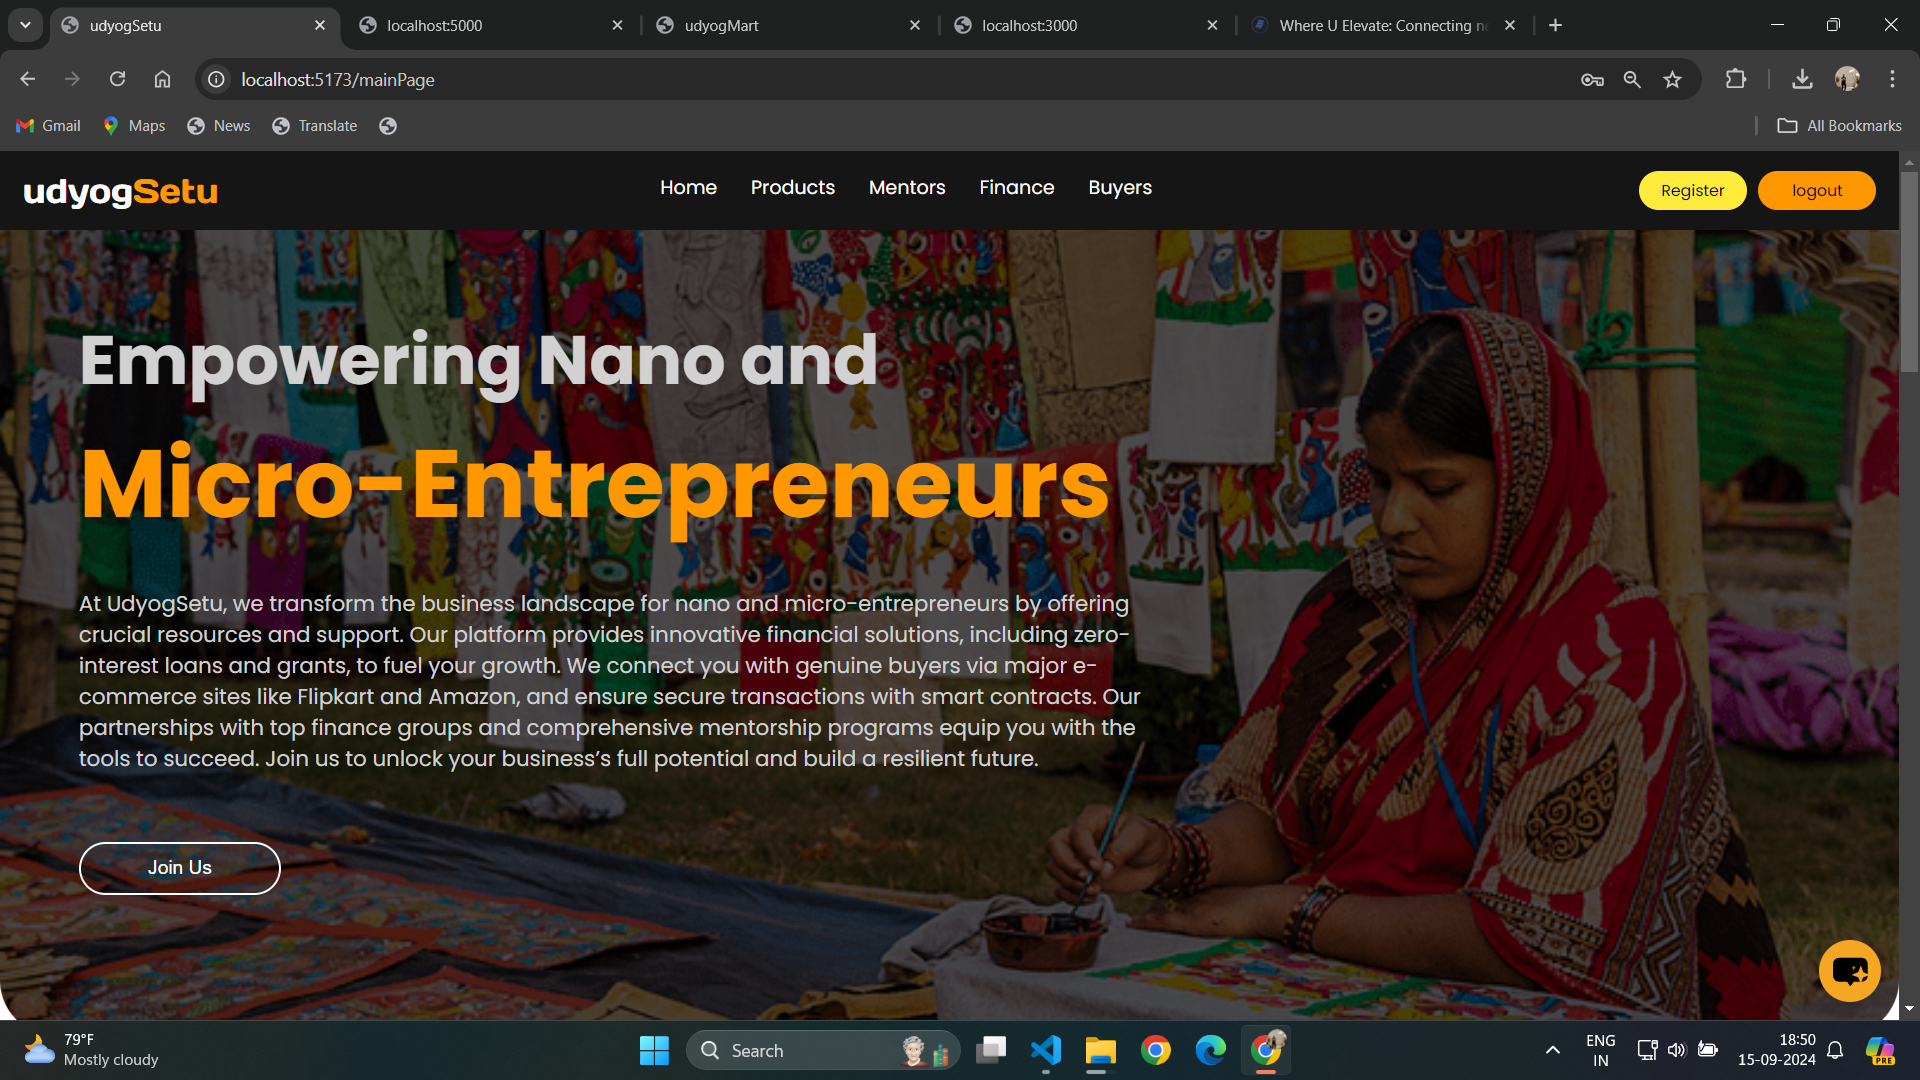 udyogSetu
localhost:5000
udyogMart
localhost:3000
Where U Elevate: Connecting
localhost:5173/mainPage
Gmail
Maps
News
Translate
All Bookmarks
udyogSetu
Home
Products
Mentors
Finance
Buyers
Register
logout
Empowering Nano and
Micro-Entrepreneurs
At UdyogSetu, we transform the business landscape for nano and micro-entrepreneurs by offering
crucial resources and support. Our platform provides innovative financial solutions, including zero-
interest loans and grants, to fuel your growth. We connect you with genuine buyers via major e-
commerce sites like Flipkart and Amazon, and ensure secure transactions with smart contracts. Our
partnerships with top finance groups and comprehensive mentorship programs equip you with the
tools to succeed. Join us to unlock your business’s full potential and build a resilient future.
Join Us
79°F
Mostly cloudy
Search
ENG
IN
18:50
15-09-2024
PRE